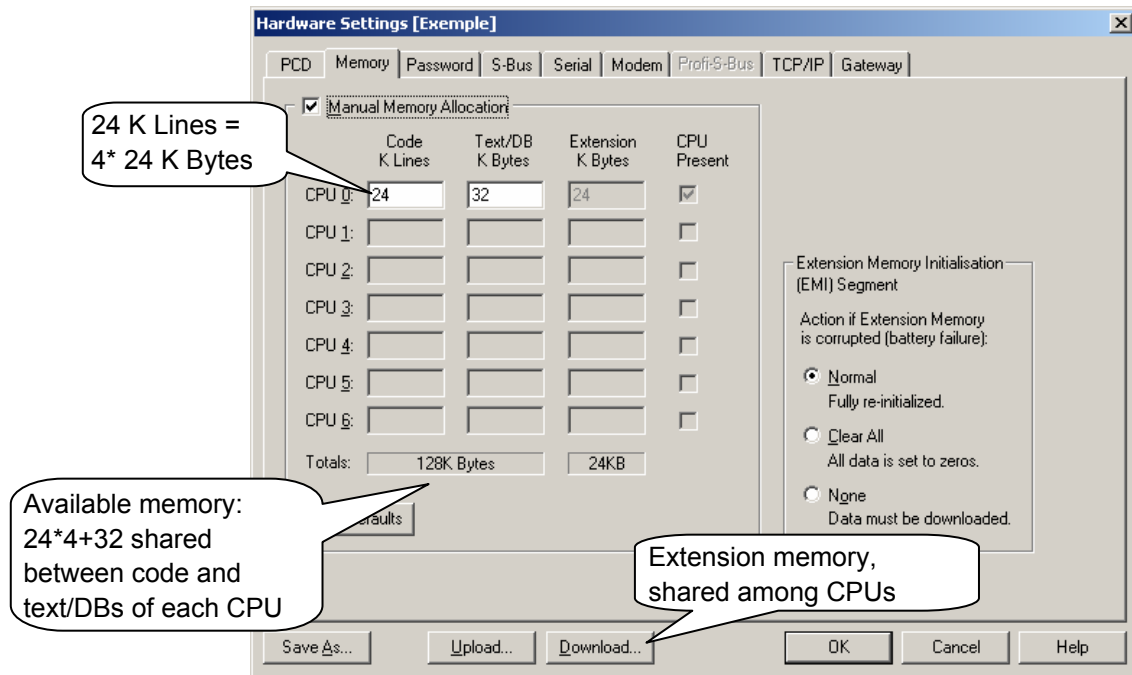 Hardware Settings [Exemple]
PCD Memory Password S-Bus Serial Modem Profi-S-Bus TCP/IP Gateway
Manual Memory Allocation
24 K Lines =
4* 24 K Bytes
Code Text/DB Extension CPU
K Lines K Bytes K Bytes Present
CPU 0: 24 32 24
CPU 1:
CPU 2:
CPU 3:
CPU 4:
CPU 5:
CPU 6:
Totals: 128K Bytes 24KB
Extension Memory Initialisation
(EMI) Segment
Action if Extension Memory
is corrupted (battery failure):
Normal
Fully re-initialized.
Clear All
All data is set to zeros.
None
Data must be downloaded.
Available memory:
24*4+32 shared
between code and
text/DBs of each CPU
Extension memory,
shared among CPUs
Save As... Upload... Download... OK Cancel Help